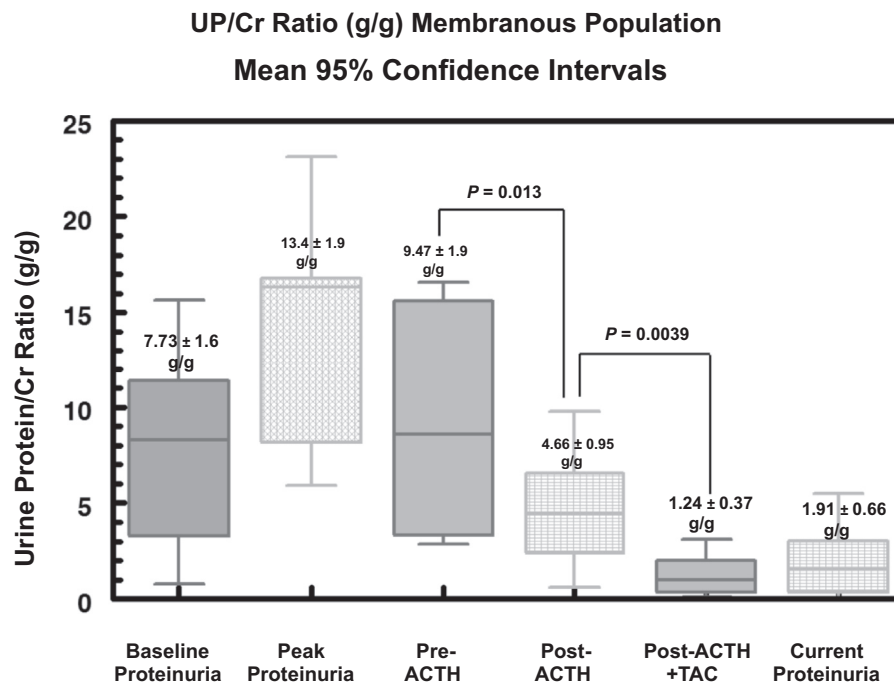 UP/Cr Ratio (g/g) Membranous Population
Mean 95% Confidence Intervals
Urine Protein/Cr Ratio (g/g)
25
20
15
10
5
0
7.73 ± 1.6
g/g
13.4 ± 1.9
g/g
9.47 ± 1.9
g/g
P = 0.013
4.66 ± 0.95
g/g
P = 0.0039
1.24 ± 0.37
g/g
1.91 ± 0.66
g/g
Baseline
Proteinuria
Peak
Proteinuria
Pre-
ACTH
Post-
ACTH
Post-ACTH
+TAC
Current
Proteinuria